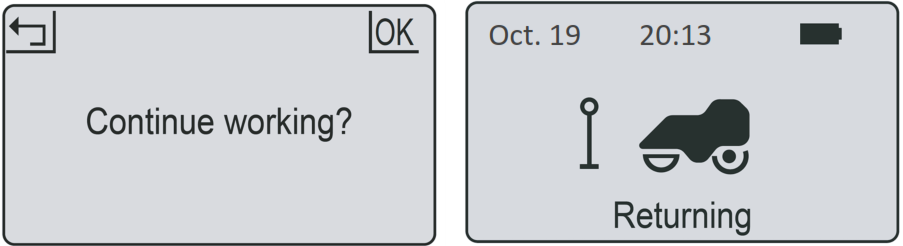 OK
Continue working?
Oct. 19 20:13
Returning